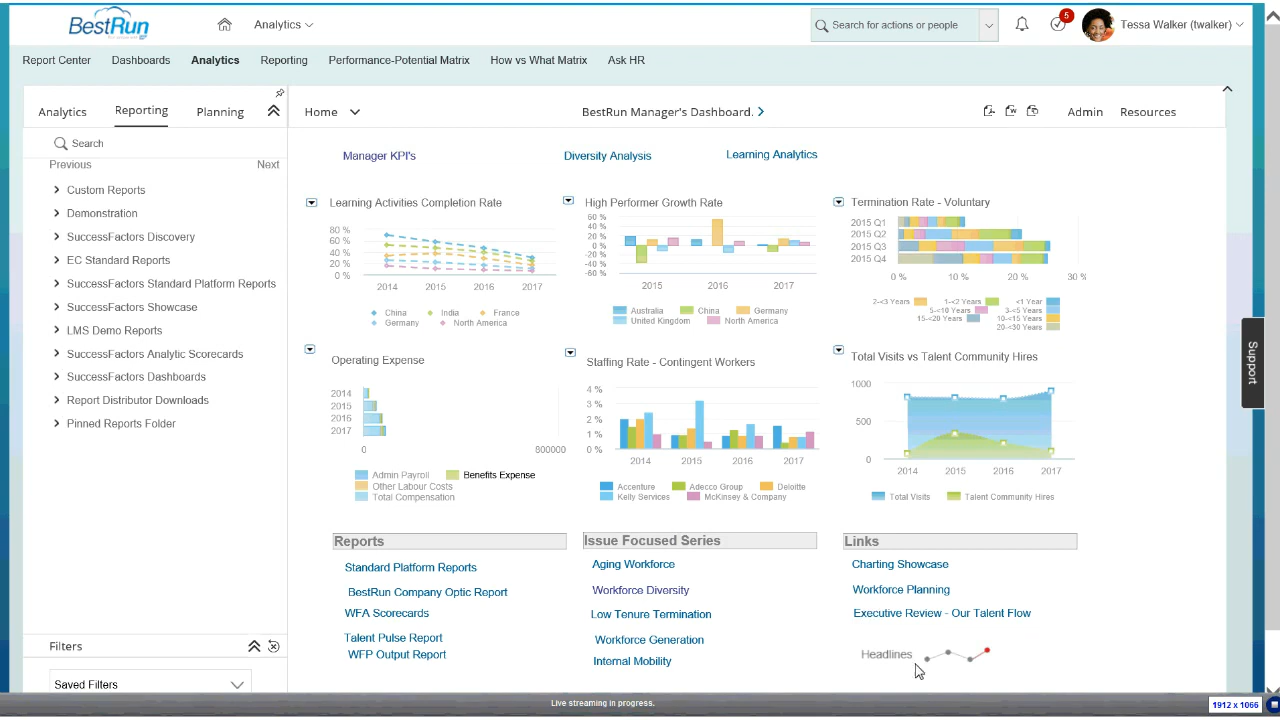 BestRun
Analytics
Search for actions or people
5
Tessa Walker (twalker)
Report Center Dashboards Analytics Reporting Performance-Potential Matrix How vs What Matrix Ask HR
Analytics Reporting Planning
Home
BestRun Manager's Dashboard.
Admin Resources
Search
Previous Next
Custom Reports
Demonstration
SuccessFactors Discovery
EC Standard Reports
SuccessFactors Standard Platform Reports
SuccessFactors Showcase
LMS Demo Reports
SuccessFactors Analytic Scorecards
SuccessFactors Dashboards
Report Distributor Downloads
Pinned Reports Folder
Filters
Saved Filters
Manager KPI's Diversity Analysis Learning Analytics
Learning Activities Completion Rate
80 %
60 %
40 %
20 %
0 %
2014 2015 2016 2017
China India France
Germany North America
High Performer Growth Rate
60 %
40 %
20 %
0 %
-20 %
-40 %
-60 %
2015 2016 2017
Australia China Germany
United Kingdom North America
Termination Rate - Voluntary
2015 Q1
2015 Q2
2015 Q3
2015 Q4
0 % 10 % 20 % 30 %
2-<3 Years 1-<2 Years <1 Year
5-<10 Years 3-<5 Years
15-<20 Years 10-<15 Years
20-<30 Years
Operating Expense
2014
2015
2016
2017
0 800000
Admin Payroll Benefits Expense
Other Labour Costs
Total Compensation
Staffing Rate - Contingent Workers
4 %
3 %
2 %
1 %
0 %
2014 2015 2016 2017
Accenture Adecco Group Deloitte
Kelly Services McKinsey & Company
Total Visits vs Talent Community Hires
1000
500
0
2014 2015 2016 2017
Total Visits Talent Community Hires
Reports
Standard Platform Reports
BestRun Company Optic Report
WFA Scorecards
Talent Pulse Report
WFP Output Report
Issue Focused Series
Aging Workforce
Workforce Diversity
Low Tenure Termination
Workforce Generation
Internal Mobility
Links
Charting Showcase
Workforce Planning
Executive Review - Our Talent Flow
Headlines
Support
Live streaming in progress.
1912 x 1066